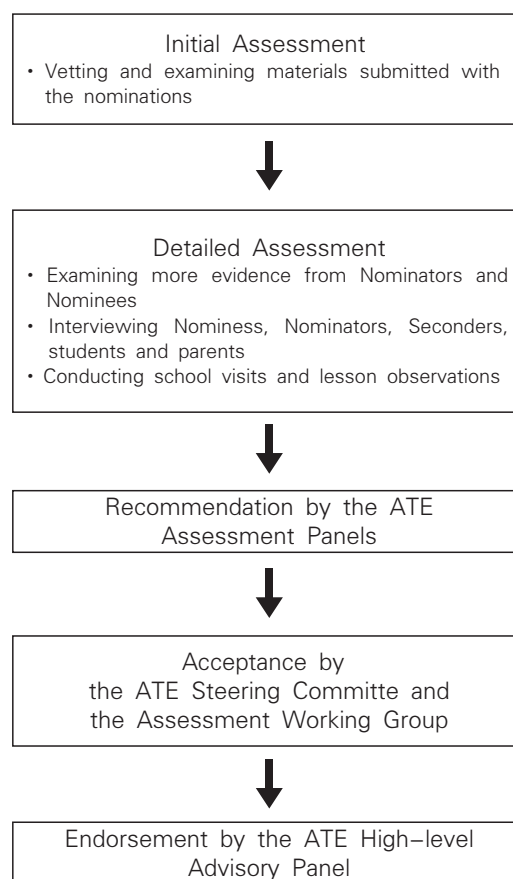 Initial Assessment
• Vetting and examining materials submitted with
the nominations
Detailed Assessment
• Examining more evidence from Nominators and
Nominees
• Interviewing Nominess, Nominators, Seconders,
students and parents
• Conducting school visits and lesson observations
Recommendation by the ATE
Assessment Panels
Acceptance by
the ATE Steering Committe and
the Assessment Working Group
Endorsement by the ATE High–level
Advisory Panel